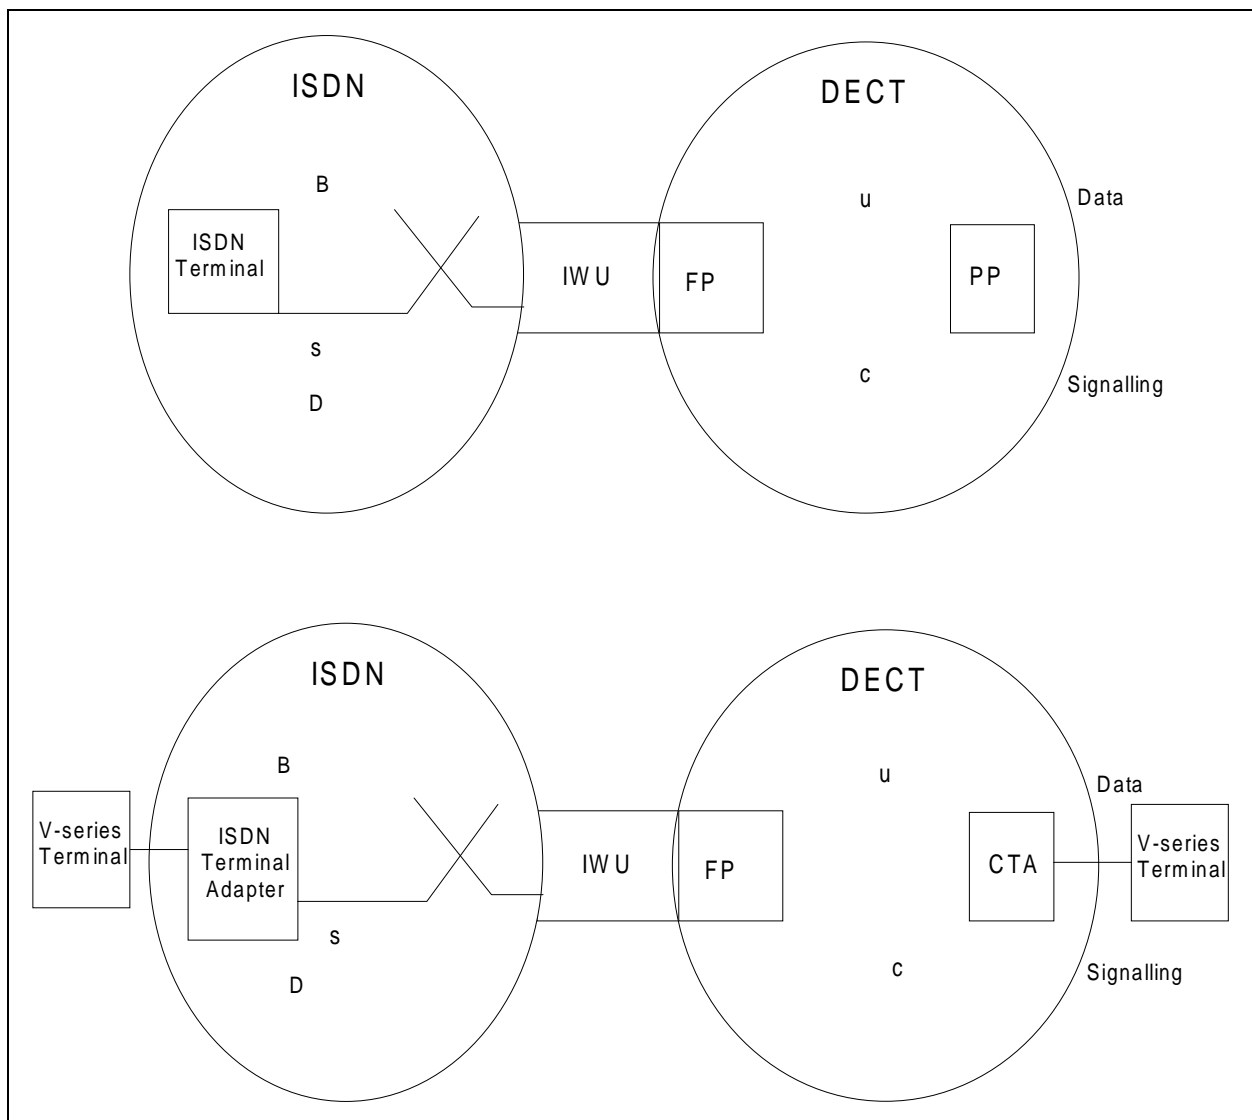 ISDN
DECT
B
u
Data
ISDN
Terminal
IWU
FP
PP
s
c
Signalling
D
ISDN
DECT
B
u
Data
V-series
Terminal
ISDN
Terminal
Adapter
IWU
FP
CTA
V-series
Terminal
s
c
Signalling
D